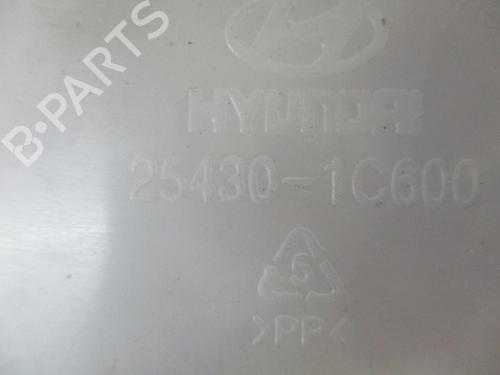 HYUNDAI
25430-1C600
5
>PP<
B-PARTS